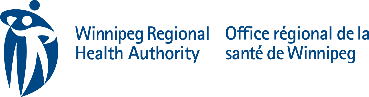 Winnipeg Regional
Health Authority
Office régional de la
santé de Winnipeg